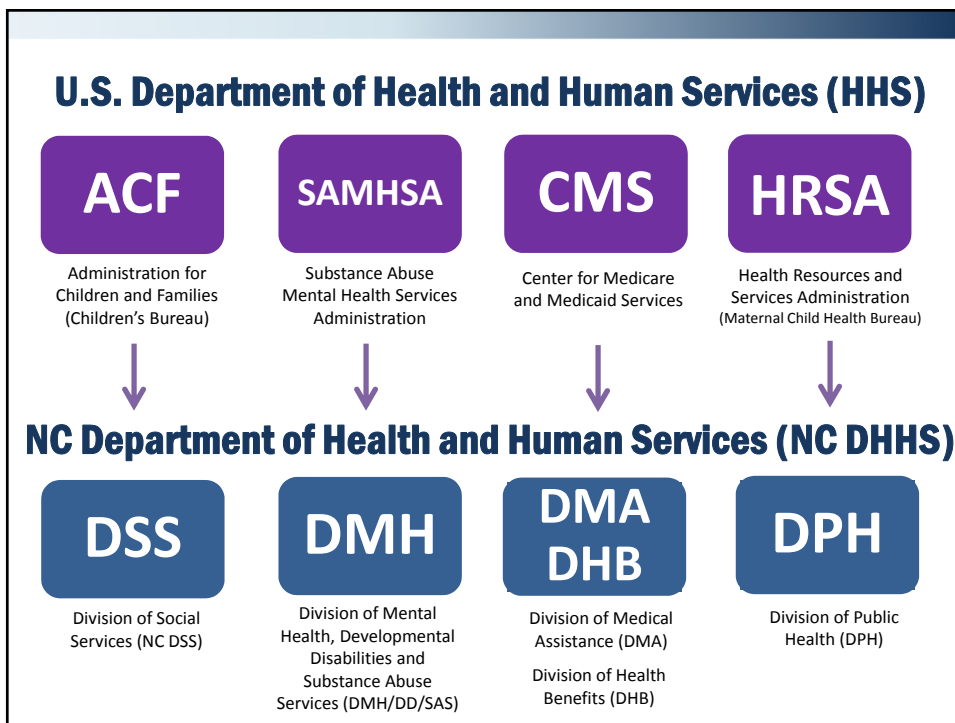 U.S. Department of Health and Human Services (HHS)
ACF
SAMHSA
CMS
HRSA
Administration for
Children and Families
(Children’s Bureau)
Substance Abuse
Mental Health Services
Administration
Center for Medicare
and Medicaid Services
Health Resources and
Services Administration
(Maternal Child Health Bureau)
NC Department of Health and Human Services (NC DHHS)
DSS
DMH
DMA
DHB
DPH
Division of Social
Services (NC DSS)
Division of Mental
Health, Developmental
Disabilities and
Substance Abuse
Services (DMH/DD/SAS)
Division of Medical
Assistance (DMA)
Division of Health
Benefits (DHB)
Division of Public
Health (DPH)